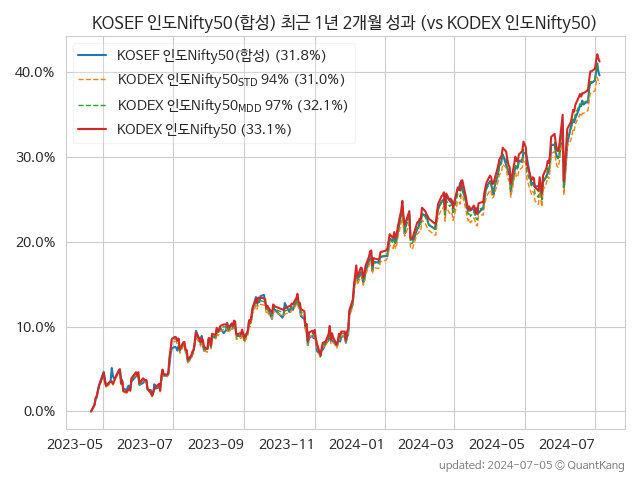 KOSEF 인도Nifty50(합성) 최근 1년 2개월 성과 (vs KODEX 인도Nifty50)
KOSEF 인도Nifty50(합성) (31.8%)
KODEX 인도Nifty50STD 94% (31.0%)
KODEX 인도Nifty50MDD 97% (32.1%)
KODEX 인도Nifty50 (33.1%)
40.0%
30.0%
20.0%
10.0%
0.0%
2023-05 2023-07 2023-09 2023-11 2024-01 2024-03 2024-05 2024-07
updated: 2024-07-05 © QuantKang